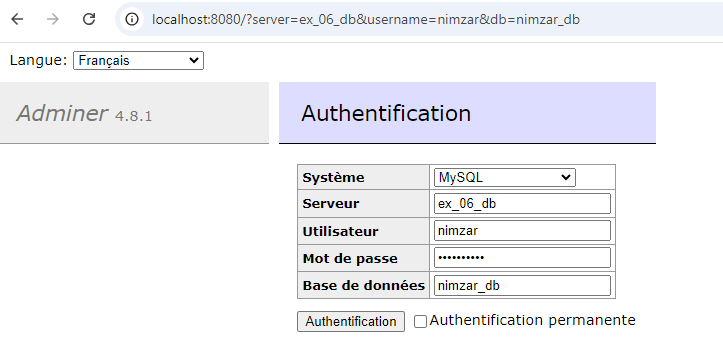 localhost:8080/?server=ex_06_db&username=nimzar&db=nimzar_db
Langue: Français
Adminer 4.8.1
Authentification
Système MySQL
Serveur ex_06_db
Utilisateur nimzar
Mot de passe ••••••••••
Base de données nimzar_db
Authentification Authentification permanente